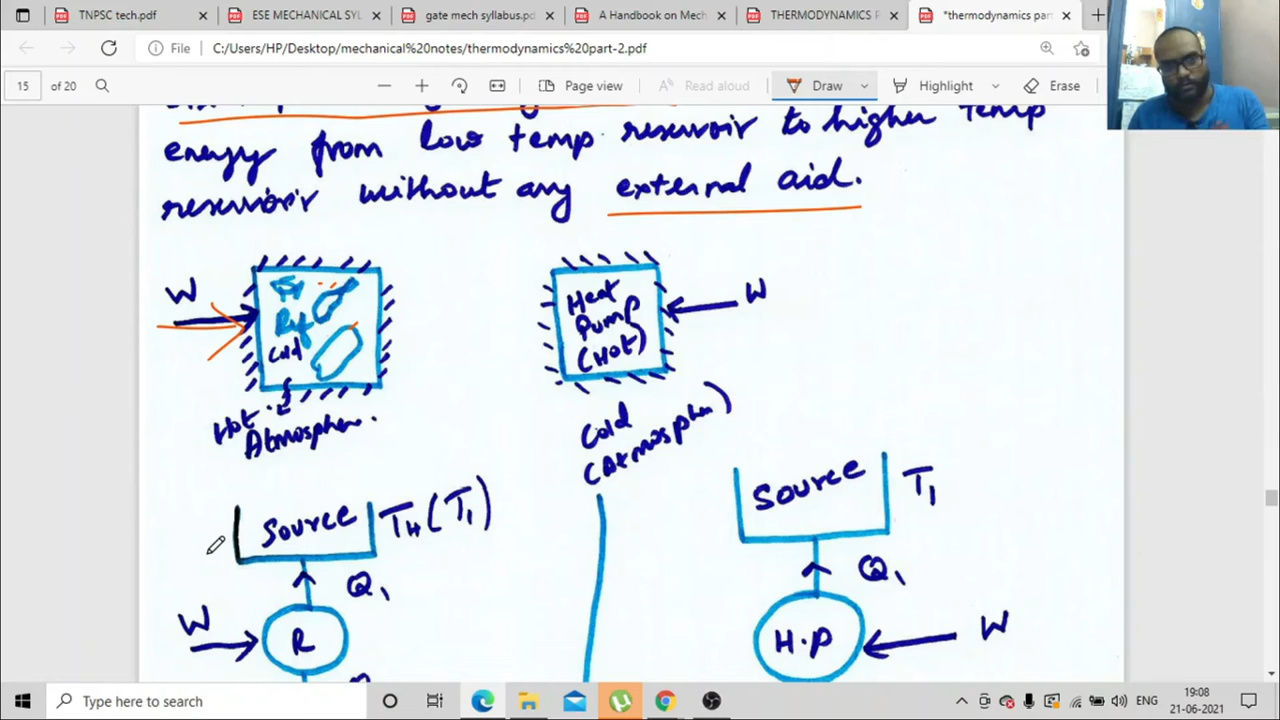 TNPSC tech.pdf
ESE MECHANICAL SYL
gate mech syllabus.pd
A Handbook on Mech
THERMODYNAMICS P
*thermodynamics par
File
C:/Users/HP/Desktop/mechanical%20notes/thermodynamics%20part-2.pdf
15 of 20
Page view
Read aloud
Draw
Highlight
Erase
energy from low temp. reservoir to higher temp
reservoir without any external aid.
W
Ref
Cold
Heat
Pump
(Hot)
W
Hot
Atmosphere.
Cold
(Atmosphere)
Source TH (T1)
Source T1
Q1
Q1
W R
H.P W
Type here to search
ENG
19:08
21-06-2021